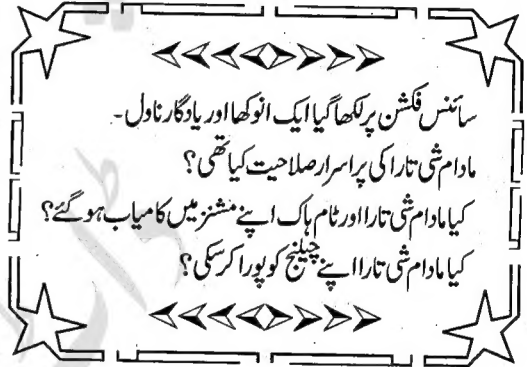 سائنس فکشن پر لکھا گیا ایک انوکھا اور یادگار ناول۔
مادام شی تارا کی پراسرار صلاحیت کیا تھی؟
کیا مادام شی تارا اور ٹام ہاک اپنے مشنز میں کامیاب ہو گئے؟
کیا مادام شی تارا اپنے چیلنج کو پورا کر سکی؟